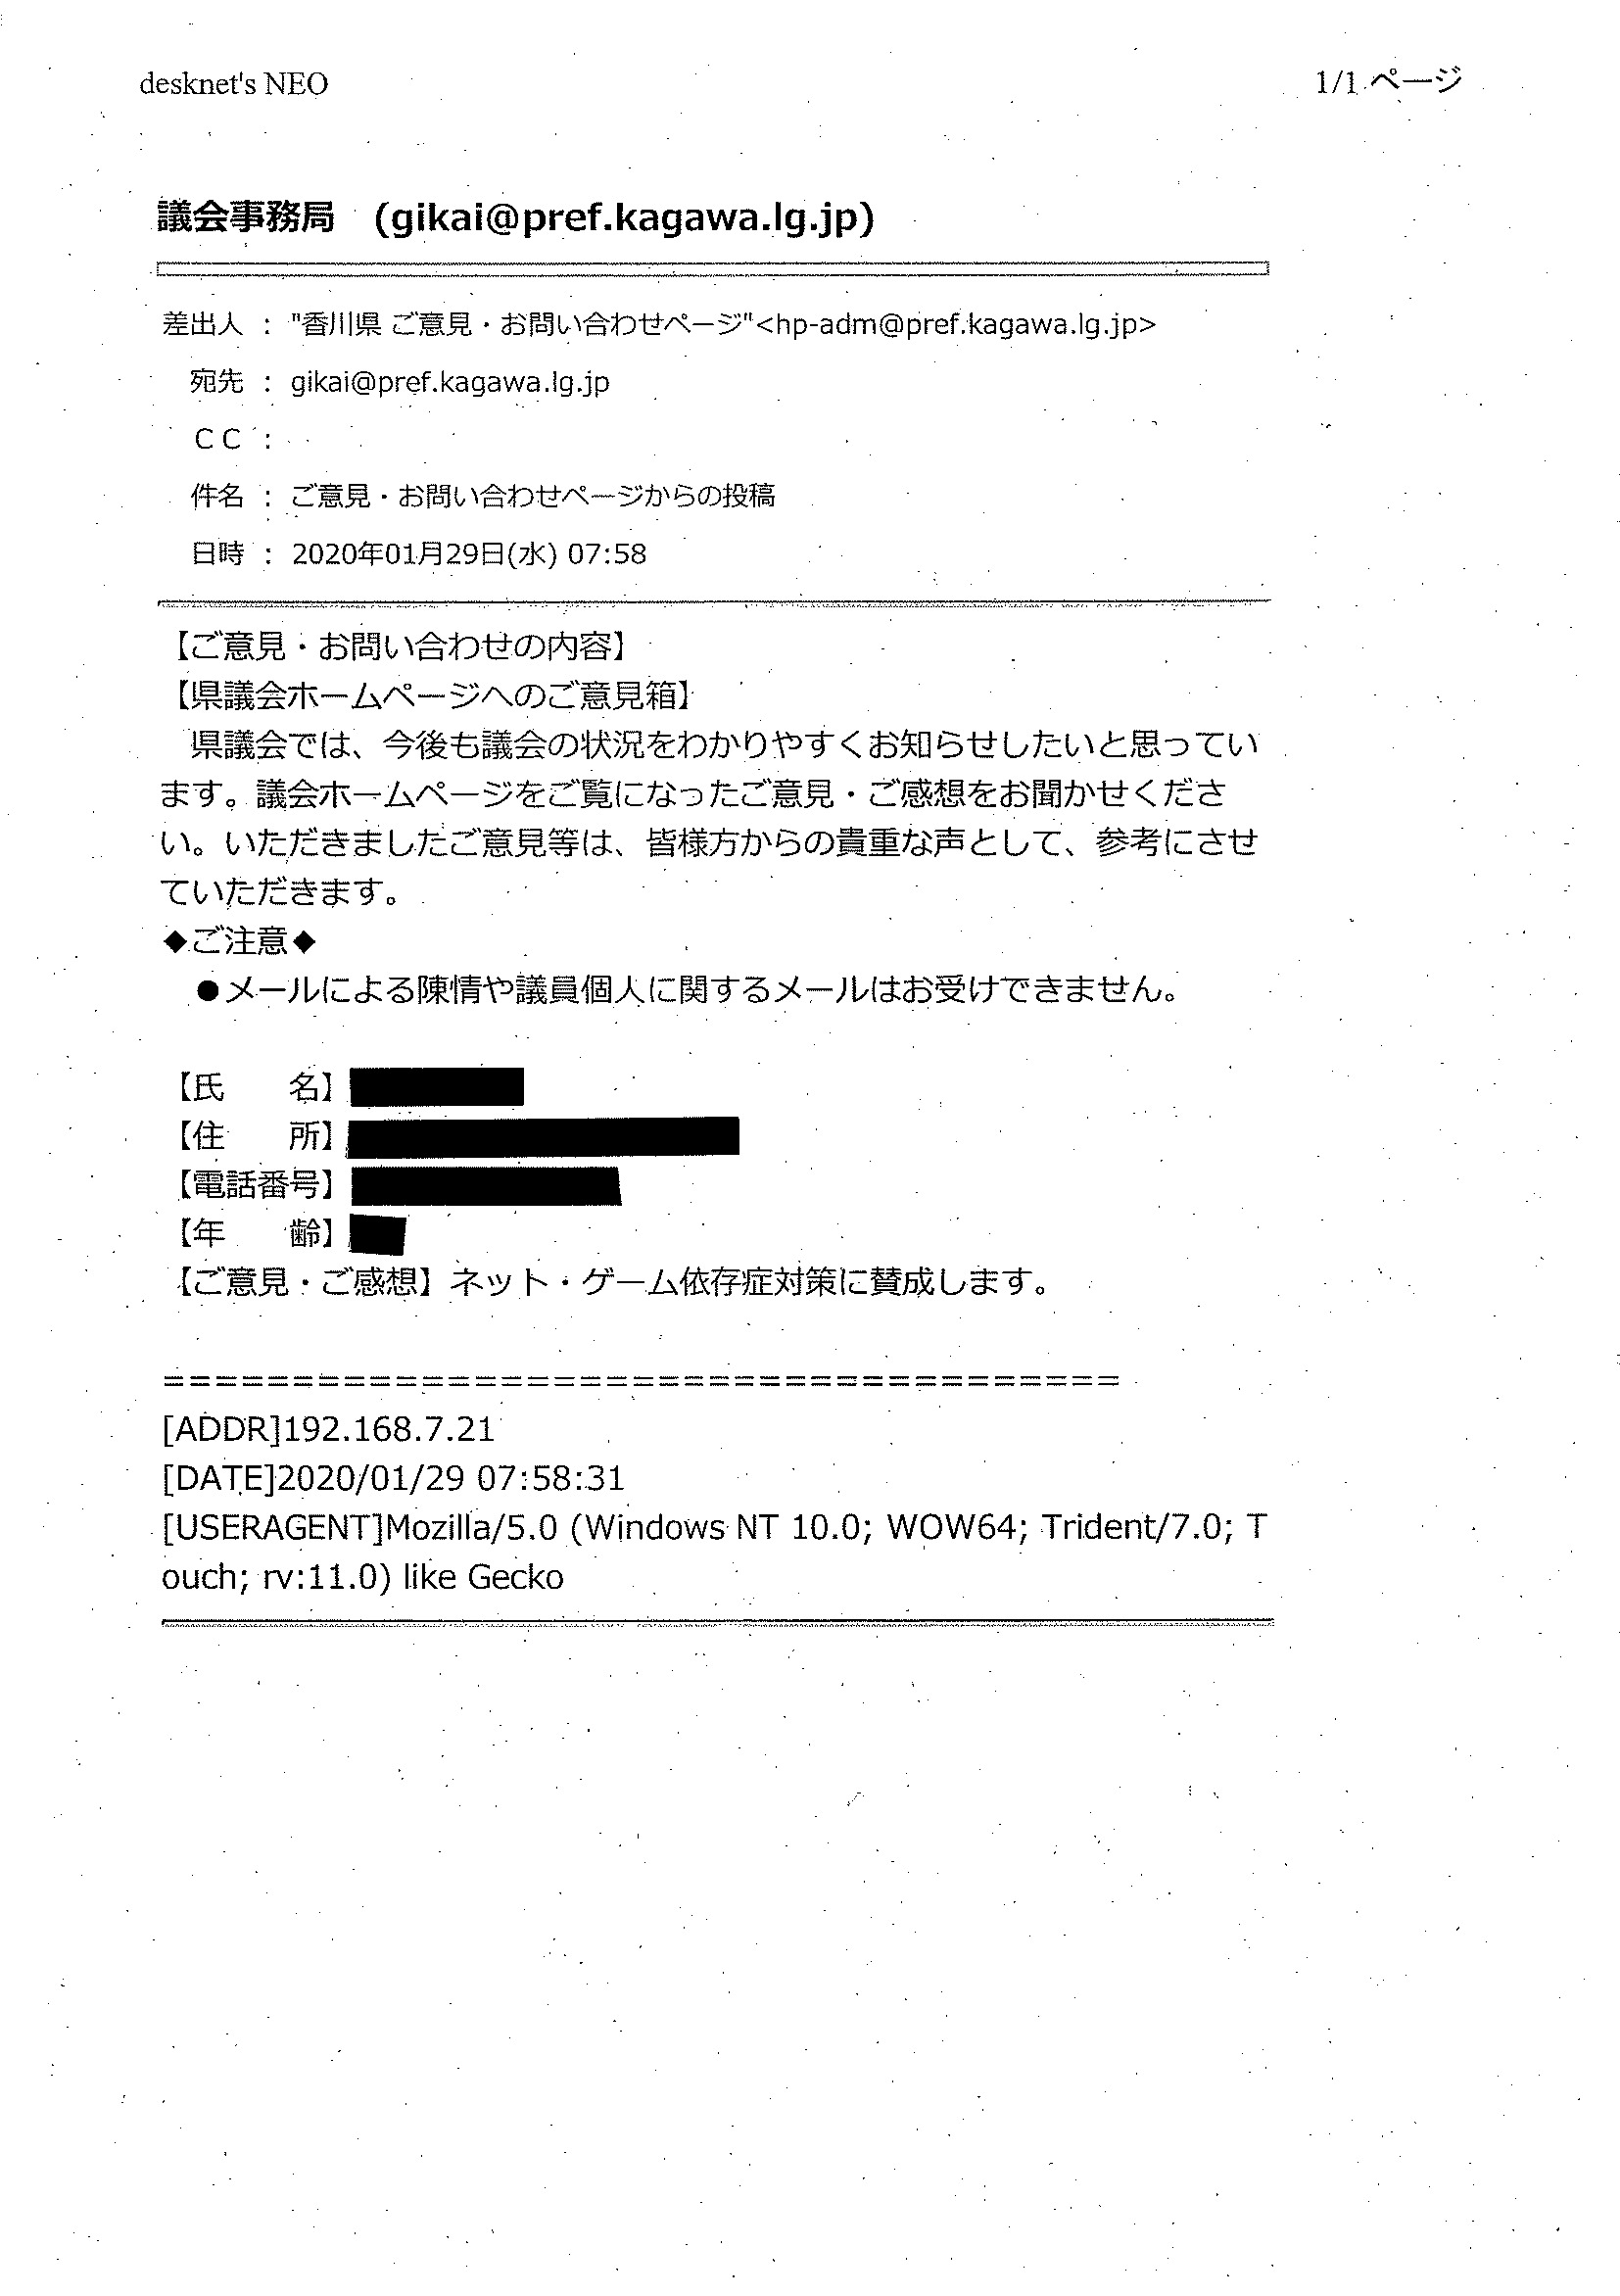 desknet's NEO
1/1 ページ
議会事務局　(gikai@pref.kagawa.lg.jp)
差出人 ： "香川県 ご意見・お問い合わせページ"<hp-adm@pref.kagawa.lg.jp>
宛先 ： gikai@pref.kagawa.lg.jp
ＣＣ ：
件名 ： ご意見・お問い合わせページからの投稿
日時 ： 2020年01月29日(水) 07:58
【ご意見・お問い合わせの内容】
【県議会ホームページへのご意見箱】
　県議会では、今後も議会の状況をわかりやすくお知らせしたいと思ってい
ます。議会ホームページをご覧になったご意見・ご感想をお聞かせくださ
い。いただきましたご意見等は、皆様方からの貴重な声として、参考にさせ
ていただきます。
◆ご注意◆
　●メールによる陳情や議員個人に関するメールはお受けできません。
【氏　　名】
【住　　所】
【電話番号】
【年　　齢】
【ご意見・ご感想】ネット・ゲーム依存症対策に賛成します。
=====================================
[ADDR]192.168.7.21
[DATE]2020/01/29 07:58:31
[USERAGENT]Mozilla/5.0 (Windows NT 10.0; WOW64; Trident/7.0; T
ouch; rv:11.0) like Gecko